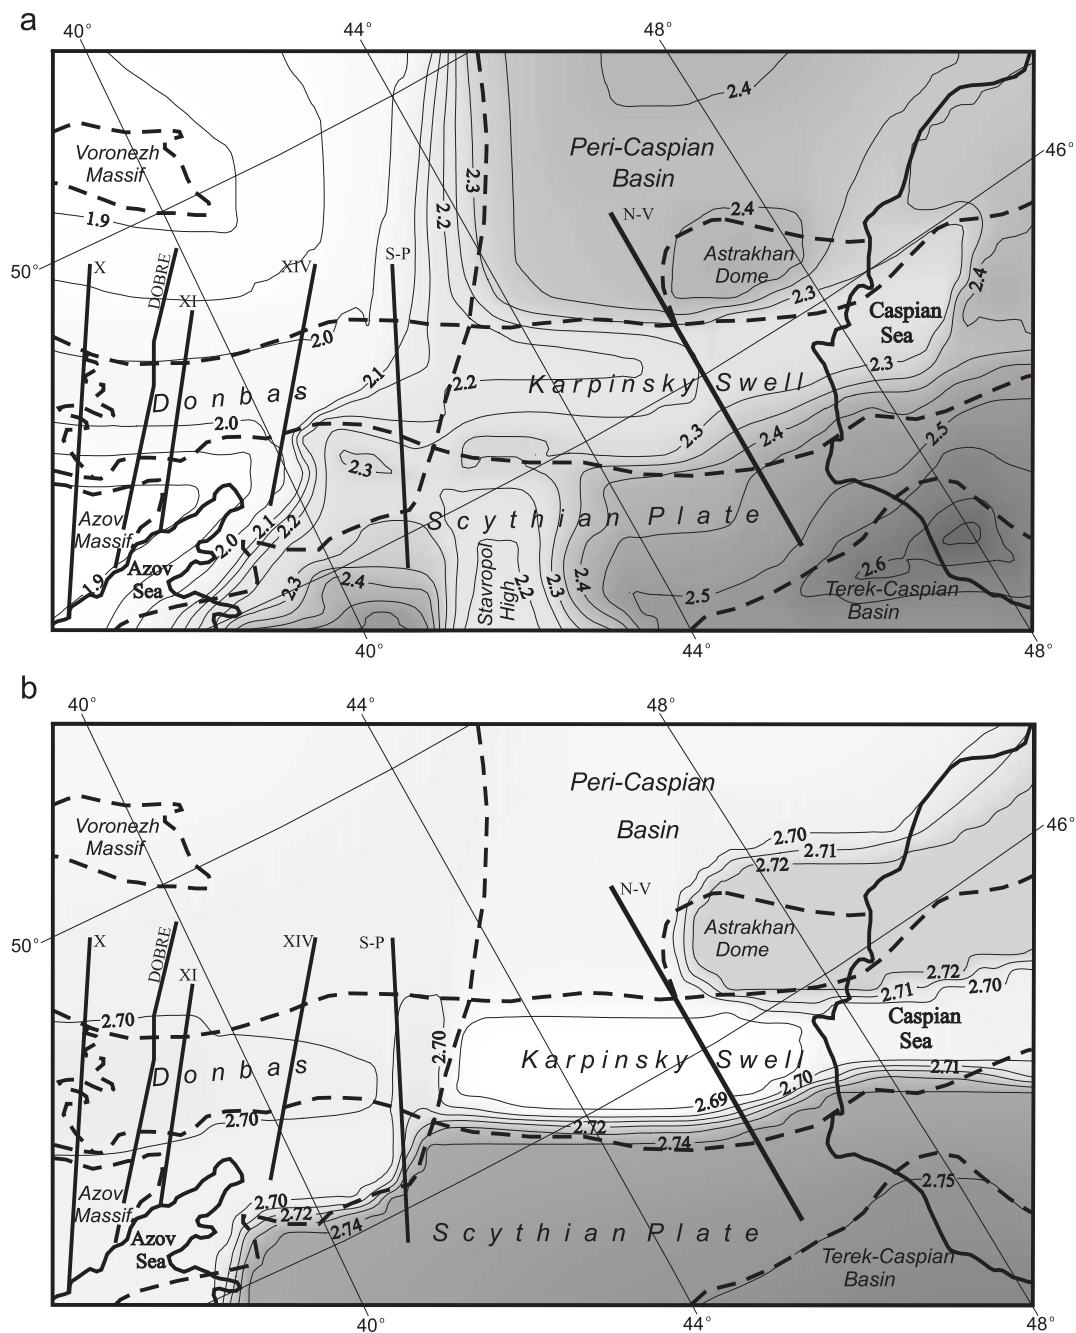 a
40°
44°
48°
2.4
Peri-Caspian
Basin
46°
Voronezh
Massif
2.3
2.2
1.9
N-V
2.4
50°
X
DOBRE
XI
XIV
S-P
Astrakhan
Dome
2.4
2.3
Caspian
Sea
2.0
2.3
2.1
2.2
Karpinsky Swell
Donbas
2.0
2.3
2.4
2.5
2.3
Azov
Massif
2.0
2.1
2.2
Scythian Plate
1.9
Azov
Sea
2.3
2.4
Stavropol
High
2.2
2.3
2.4
2.5
2.6
Terek-Caspian
Basin
40°
44°
48°
b
40°
44°
48°
Peri-Caspian
Basin
46°
Voronezh
Massif
2.70
2.71
2.72
N-V
50°
X
DOBRE
XI
XIV
S-P
Astrakhan
Dome
2.72
2.71
2.70
Caspian
Sea
2.70
2.70
Karpinsky Swell
2.71
Donbas
2.70
2.69
2.70
2.72
2.74
Azov
Massif
2.70
2.72
2.74
2.75
Azov
Sea
Scythian Plate
Terek-Caspian
Basin
40°
44°
48°